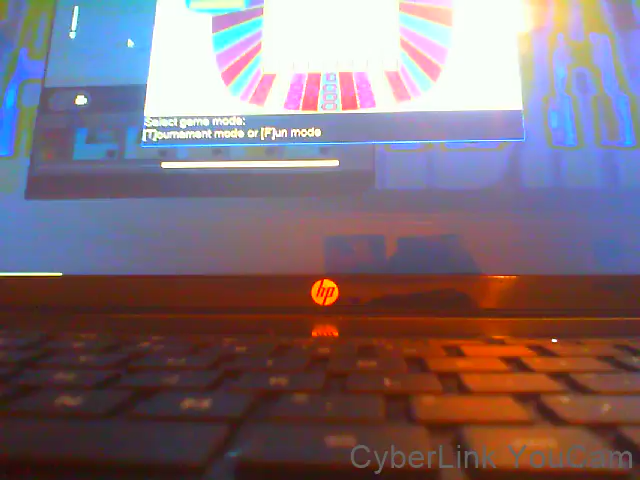 Select game mode:
[T]ournament mode or [F]un mode
hp
CyberLink YouCam